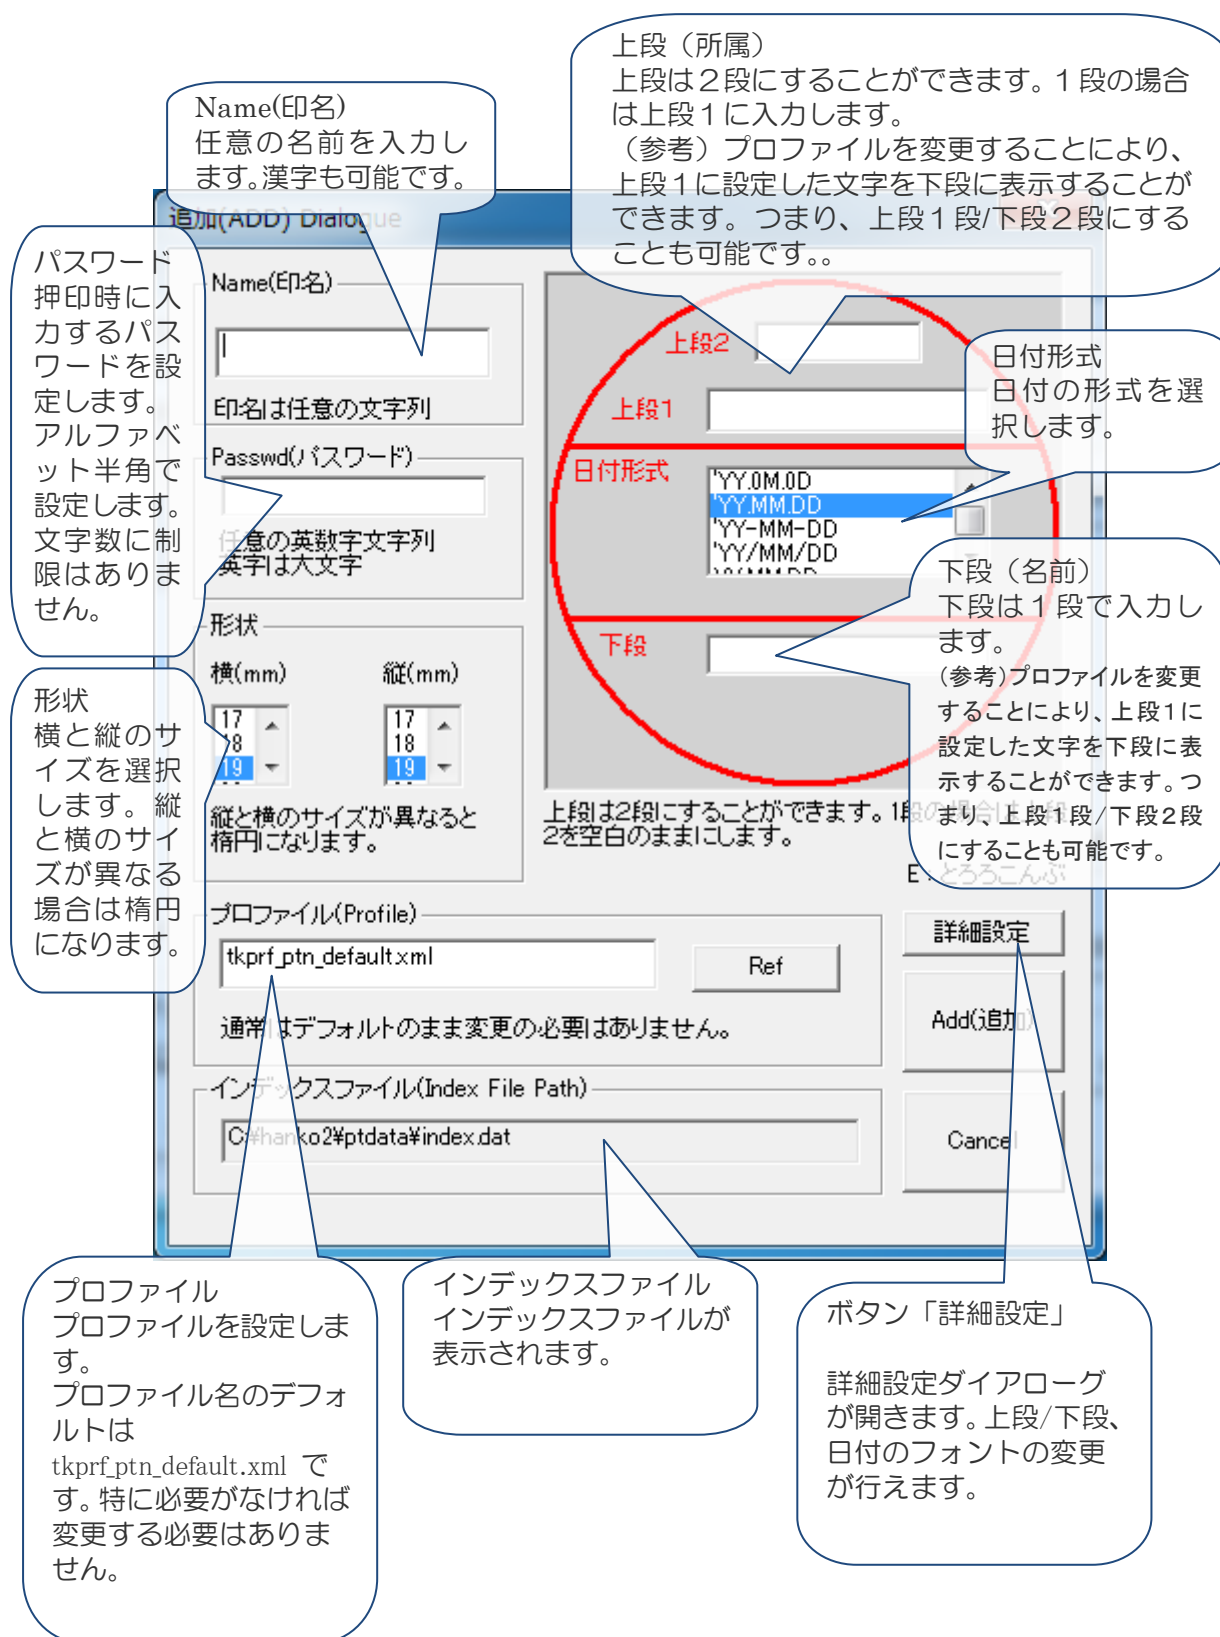 上段（所属）
上段は２段にすることができます。１段の場合
は上段１に入力します。
（参考）プロファイルを変更することにより、
上段１に設定した文字を下段に表示することが
できます。つまり、上段１段/下段２段にする
ことも可能です。。
Name(印名)
任意の名前を入力し
ます。漢字も可能です。
追加(ADD) Dialogue
パスワード
押印時に入
力するパス
ワードを設
定します。
アルファベ
ット半角で
設定します。
文字数に制
限はありま
せん。
Name(印名)
印名は任意の文字列
Passwd(パスワード)
任意の英数字文字列
英字は大文字
上段2
上段1
日付形式
'YY.0M.0D
'YY.MM.DD
'YY-MM-DD
'YY/MM/DD
下段
日付形式
日付の形式を選
択します。
下段（名前）
下段は１段で入力し
ます。
(参考)プロファイルを変更
することにより、上段１に
設定した文字を下段に表
示することができます。つ
まり、上段１段/下段２段
にすることも可能です。
形状
横(mm)
縦(mm)
17
18
19
17
18
19
縦と横のサイズが異なると
楕円になります。
形状
横と縦のサ
イズを選択
します。縦
と横のサイ
ズが異なる
場合は楕円
になります。
上段は2段にすることができます。1段の場合は上段
2を空白のままにします。
E:とろろこんぶ
プロファイル(Profile)
tkprf_ptn_default.xml
Ref
通常はデフォルトのまま変更の必要はありません。
詳細設定
Add(追加)
インデックスファイル(Index File Path)
C:¥hanko2¥ptdata¥index.dat
Cancel
プロファイル
プロファイルを設定しま
す。
プロファイル名のデフォ
ルトは
tkprf_ptn_default.xml で
す。特に必要がなければ
変更する必要はありま
せん。
インデックスファイル
インデックスファイルが
表示されます。
ボタン「詳細設定」
詳細設定ダイアローグ
が開きます。上段/下段、
日付のフォントの変更
が行えます。